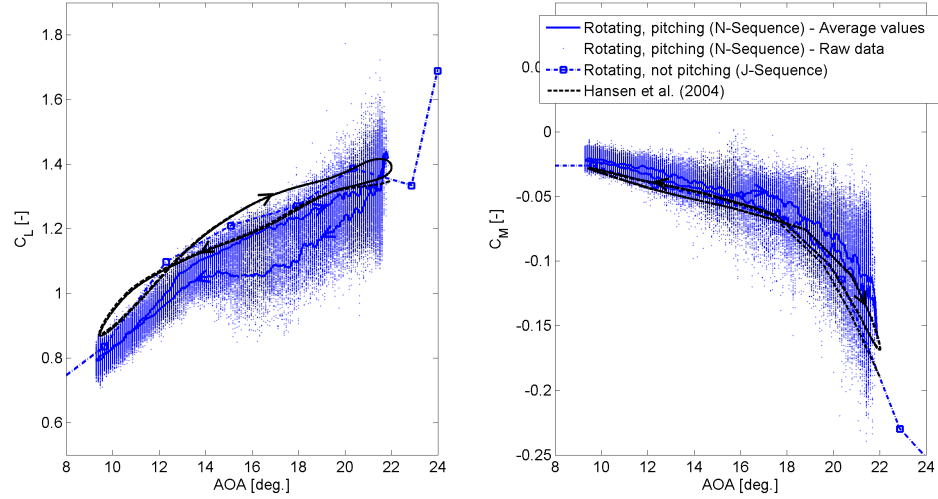 1.8
1.6
1.4
1.2
1
0.8
0.6
C_L [-]
8 10 12 14 16 18 20 22 24
AOA [deg.]
Rotating, pitching (N-Sequence) - Average values
Rotating, pitching (N-Sequence) - Raw data
Rotating, not pitching (J-Sequence)
Hansen et al. (2004)
0.0
0
-0.05
-0.1
-0.15
-0.2
-0.25
C_M [-]
8 10 12 14 16 18 20 22 24
AOA [deg.]